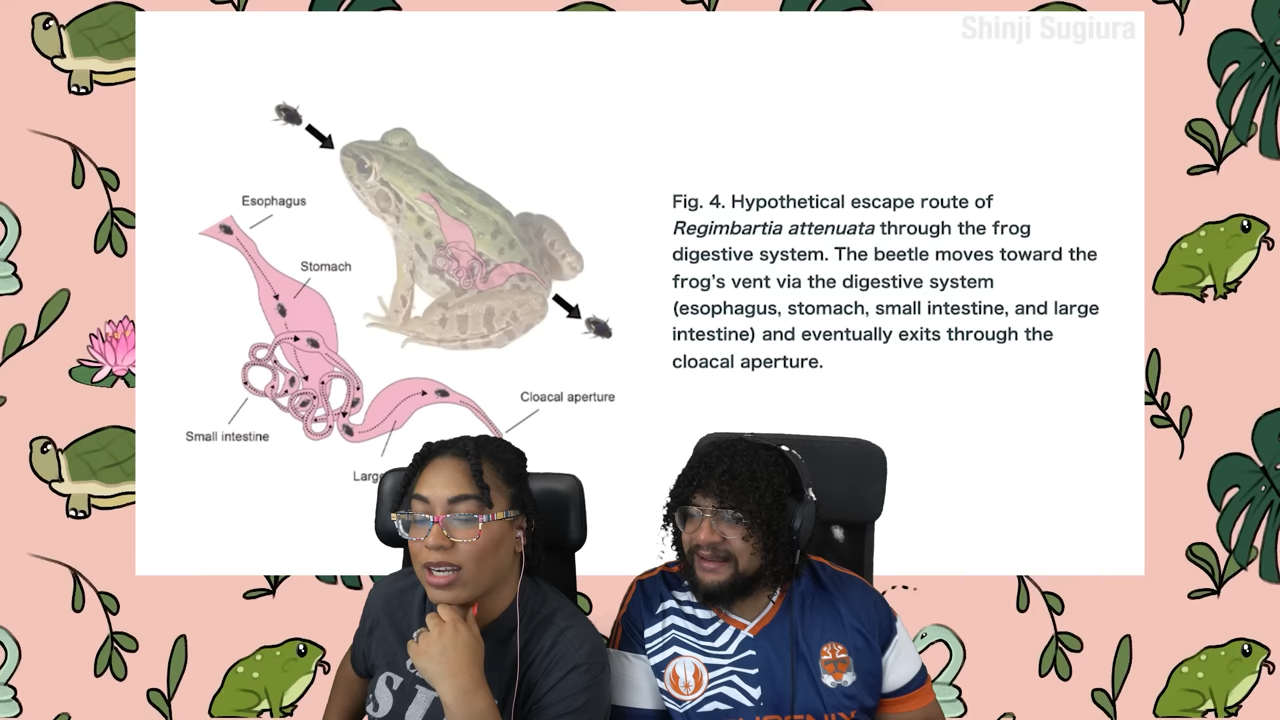 Shinji Sugiura
Esophagus
Stomach
Small intestine
Cloacal aperture
Fig. 4. Hypothetical escape route of
Regimbartia attenuata through the frog
digestive system. The beetle moves toward the
frog's vent via the digestive system
(esophagus, stomach, small intestine, and large
intestine) and eventually exits through the
cloacal aperture.